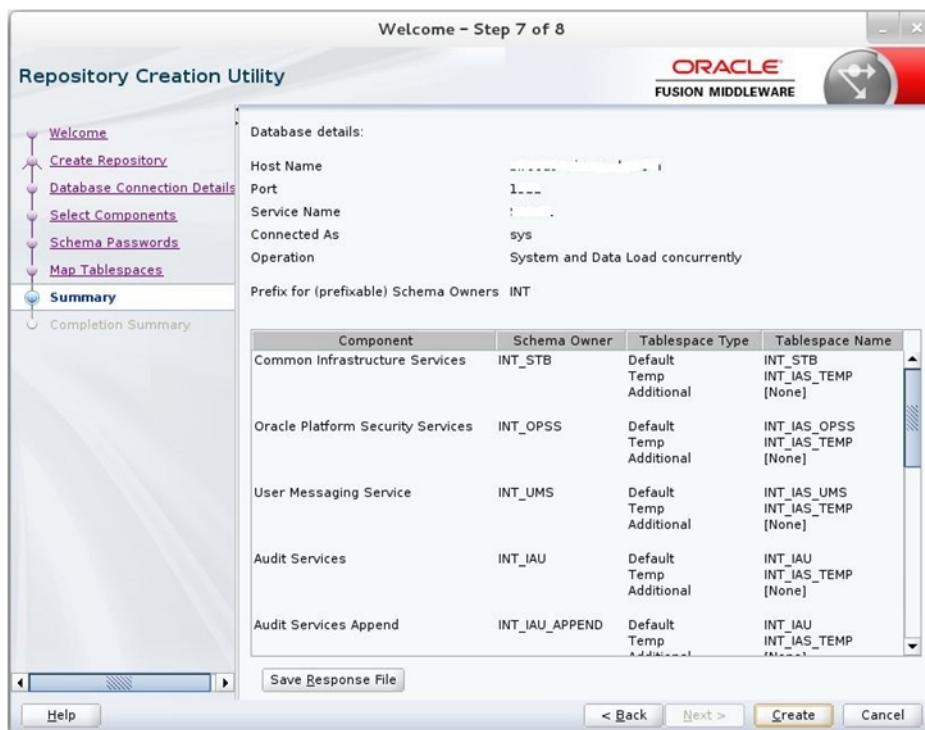 Welcome – Step 7 of 8
Repository Creation Utility
ORACLE
FUSION MIDDLEWARE
Welcome
Create Repository
Database Connection Details
Select Components
Schema Passwords
Map Tablespaces
Summary
Completion Summary
Database details:
Host Name
Port
Service Name
Connected As sys
Operation System and Data Load concurrently
Prefix for (prefixable) Schema Owners INT
Component Schema Owner Tablespace Type Tablespace Name
Common Infrastructure Services INT_STB Default INT_STB
Temp INT_IAS_TEMP
Additional [None]
Oracle Platform Security Services INT_OPSS Default INT_IAS_OPSS
Temp INT_IAS_TEMP
Additional [None]
User Messaging Service INT_UMS Default INT_IAS_UMS
Temp INT_IAS_TEMP
Additional [None]
Audit Services INT_IAU Default INT_IAU
Temp INT_IAS_TEMP
Additional [None]
Audit Services Append INT_IAU_APPEND Default INT_IAU
Temp INT_IAS_TEMP
Save Response File
Help < Back Next > Create Cancel